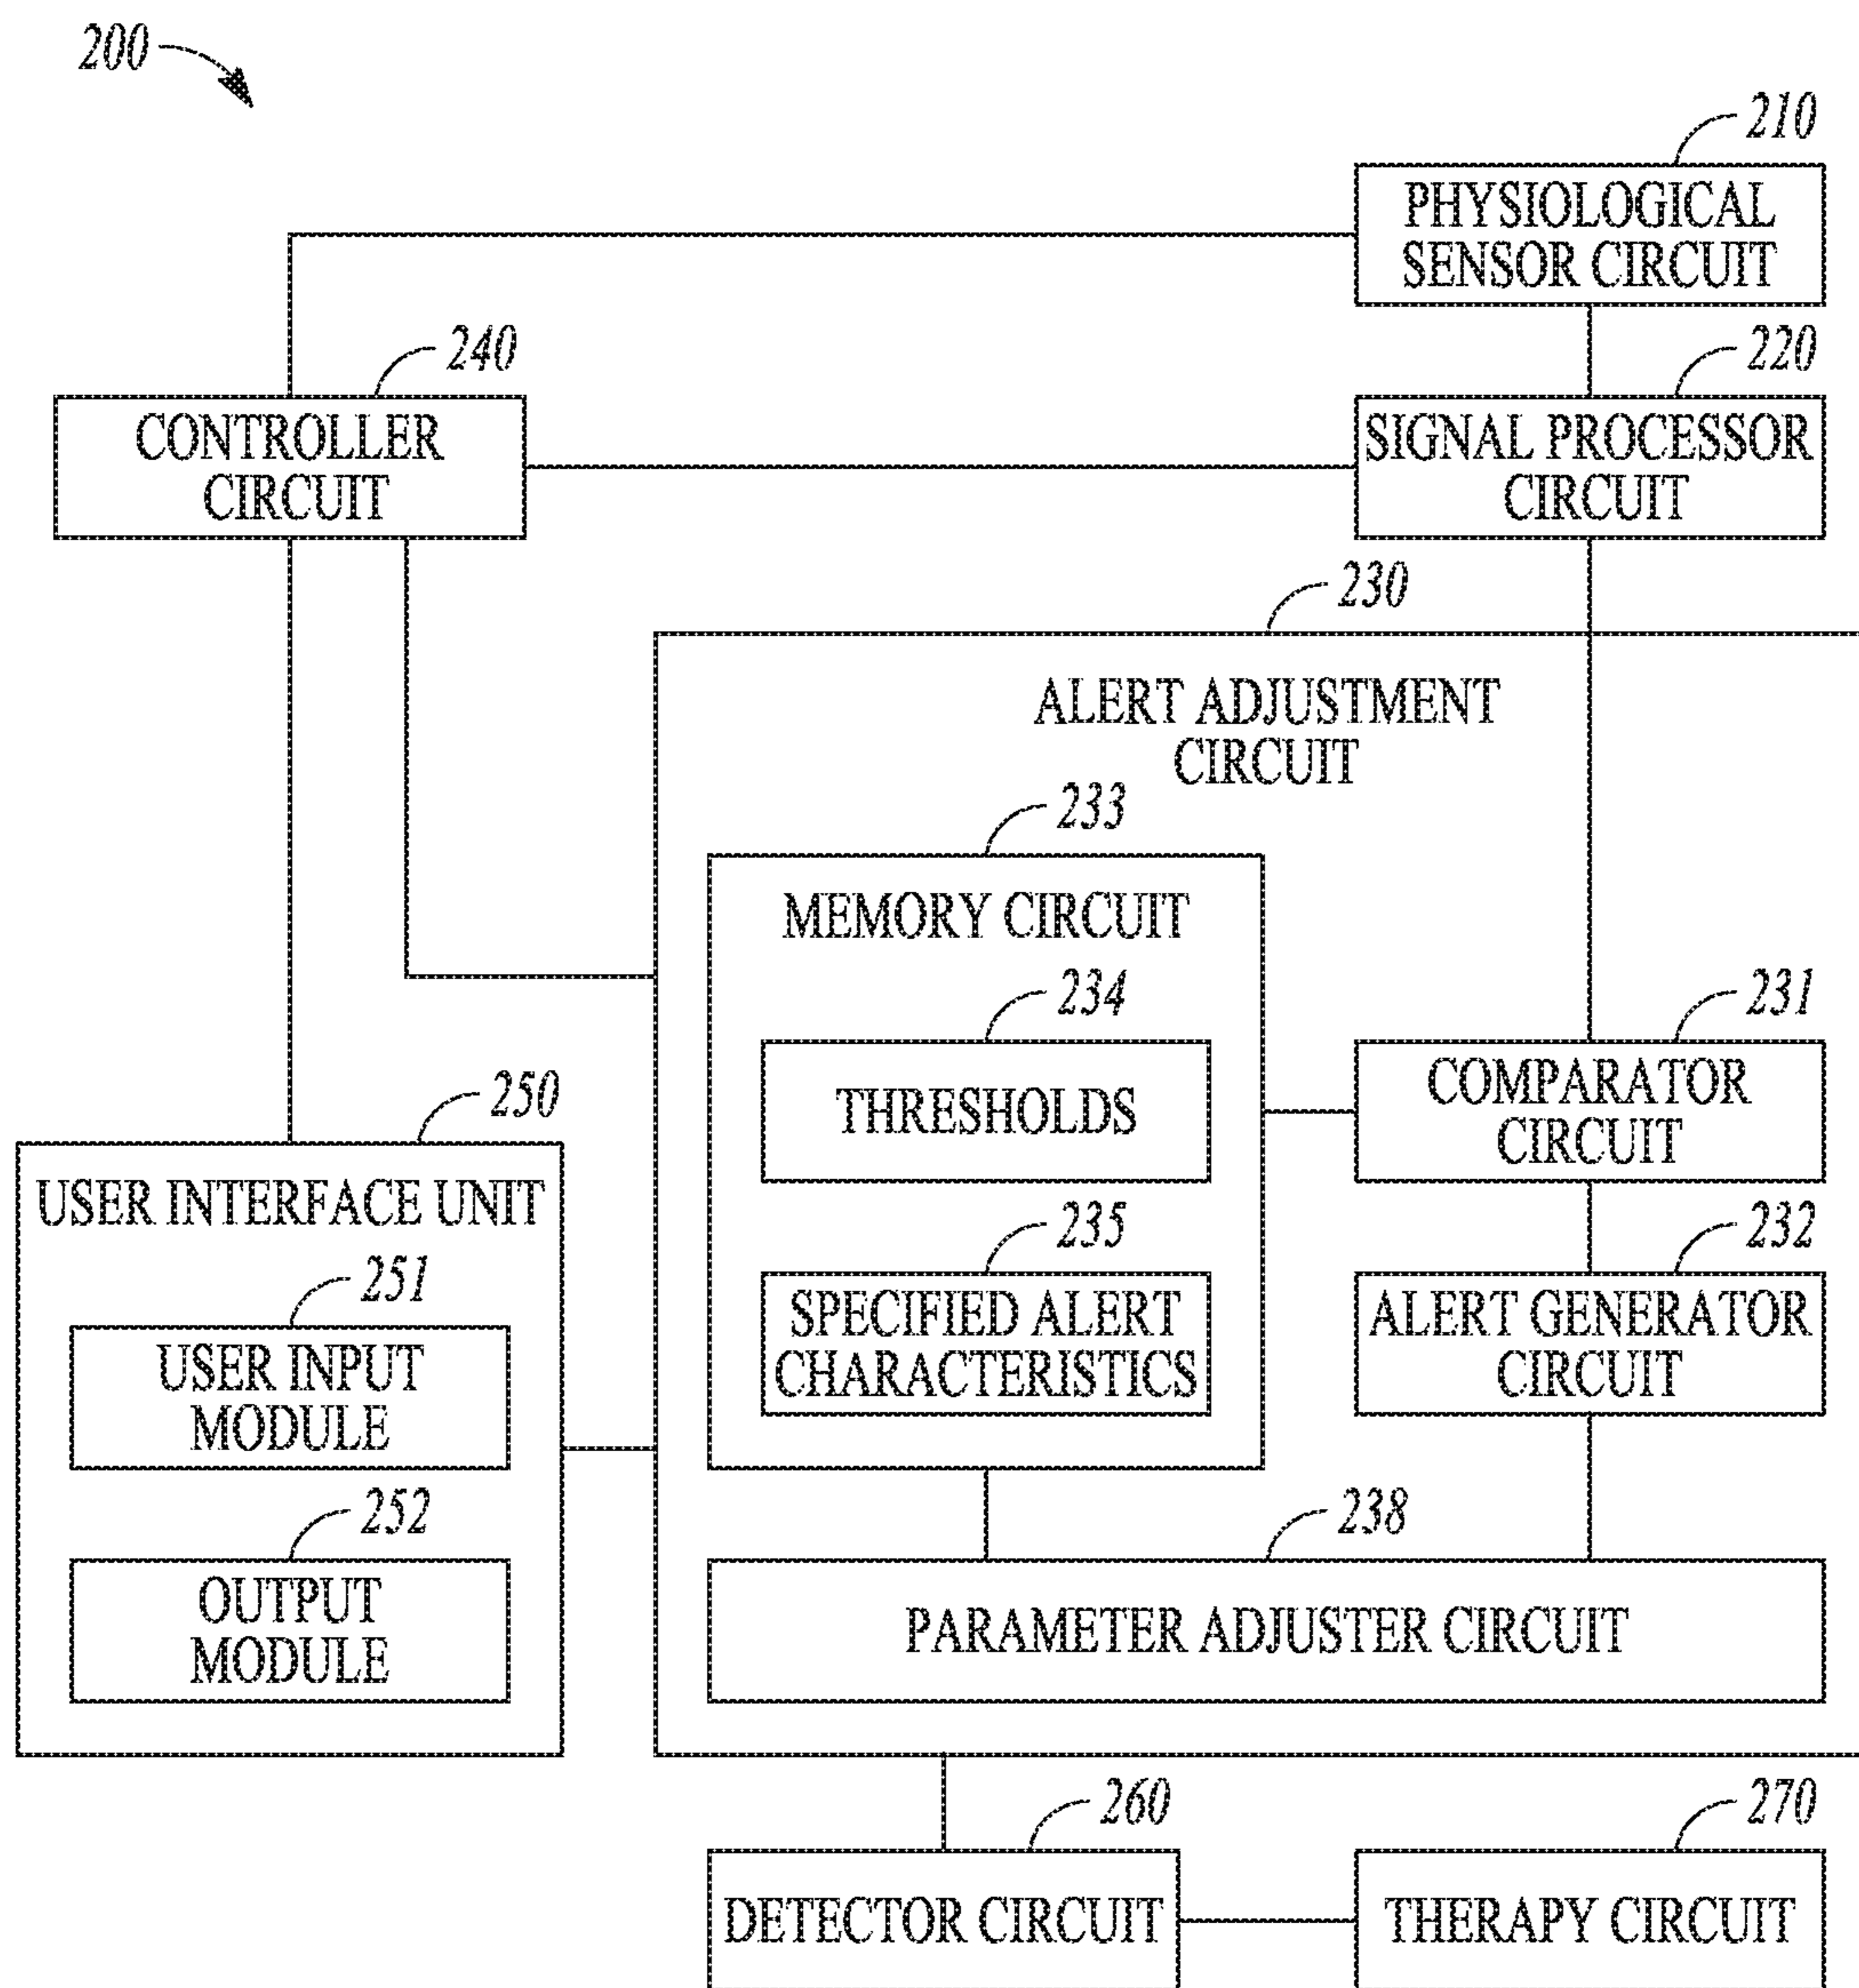 200
210
PHYSIOLOGICAL
SENSOR CIRCUIT
240
220
CONTROLLER
CIRCUIT
SIGNAL PROCESSOR
CIRCUIT
230
ALERT ADJUSTMENT
CIRCUIT
233
MEMORY CIRCUIT
234
THRESHOLDS
231
COMPARATOR
CIRCUIT
250
USER INTERFACE UNIT
235
SPECIFIED ALERT
CHARACTERISTICS
232
ALERT GENERATOR
CIRCUIT
251
USER INPUT
MODULE
252
OUTPUT
MODULE
238
PARAMETER ADJUSTER CIRCUIT
260
DETECTOR CIRCUIT
270
THERAPY CIRCUIT